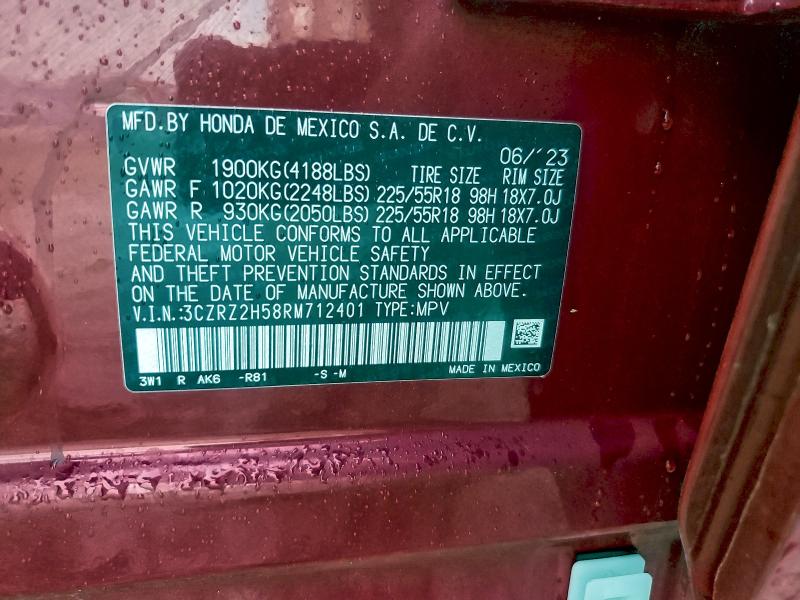 MFD.BY HONDA DE MEXICO S.A. DE C.V.
06/'23
GVWR 1900KG(4188LBS) TIRE SIZE RIM SIZE
GAWR F 1020KG(2248LBS) 225/55R18 98H 18X7.0J
GAWR R 930KG(2050LBS) 225/55R18 98H 18X7.0J
THIS VEHICLE CONFORMS TO ALL APPLICABLE
FEDERAL MOTOR VEHICLE SAFETY
AND THEFT PREVENTION STANDARDS IN EFFECT
ON THE DATE OF MANUFACTURE SHOWN ABOVE.
V.I.N.:3CZRZ2H58RM712401 TYPE:MPV
3W1 R AK6 -R81 -S -M MADE IN MEXICO